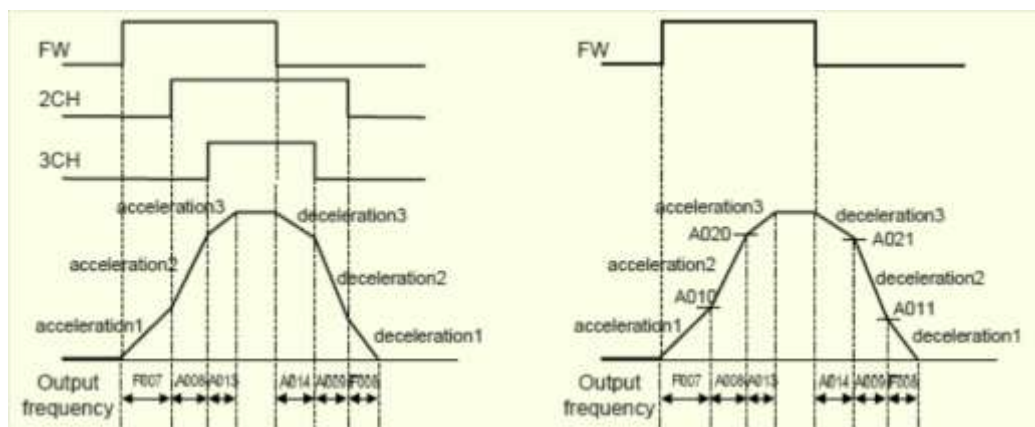 FW
2CH
3CH
acceleration3
deceleration3
acceleration2
deceleration2
acceleration1
deceleration1
Output frequency
F007 A008 A013 A014 A009 F008
FW
acceleration3
deceleration3
A020
A021
acceleration2
deceleration2
A010
A011
acceleration1
deceleration1
Output frequency
F007 A008 A013 A014 A009 F008